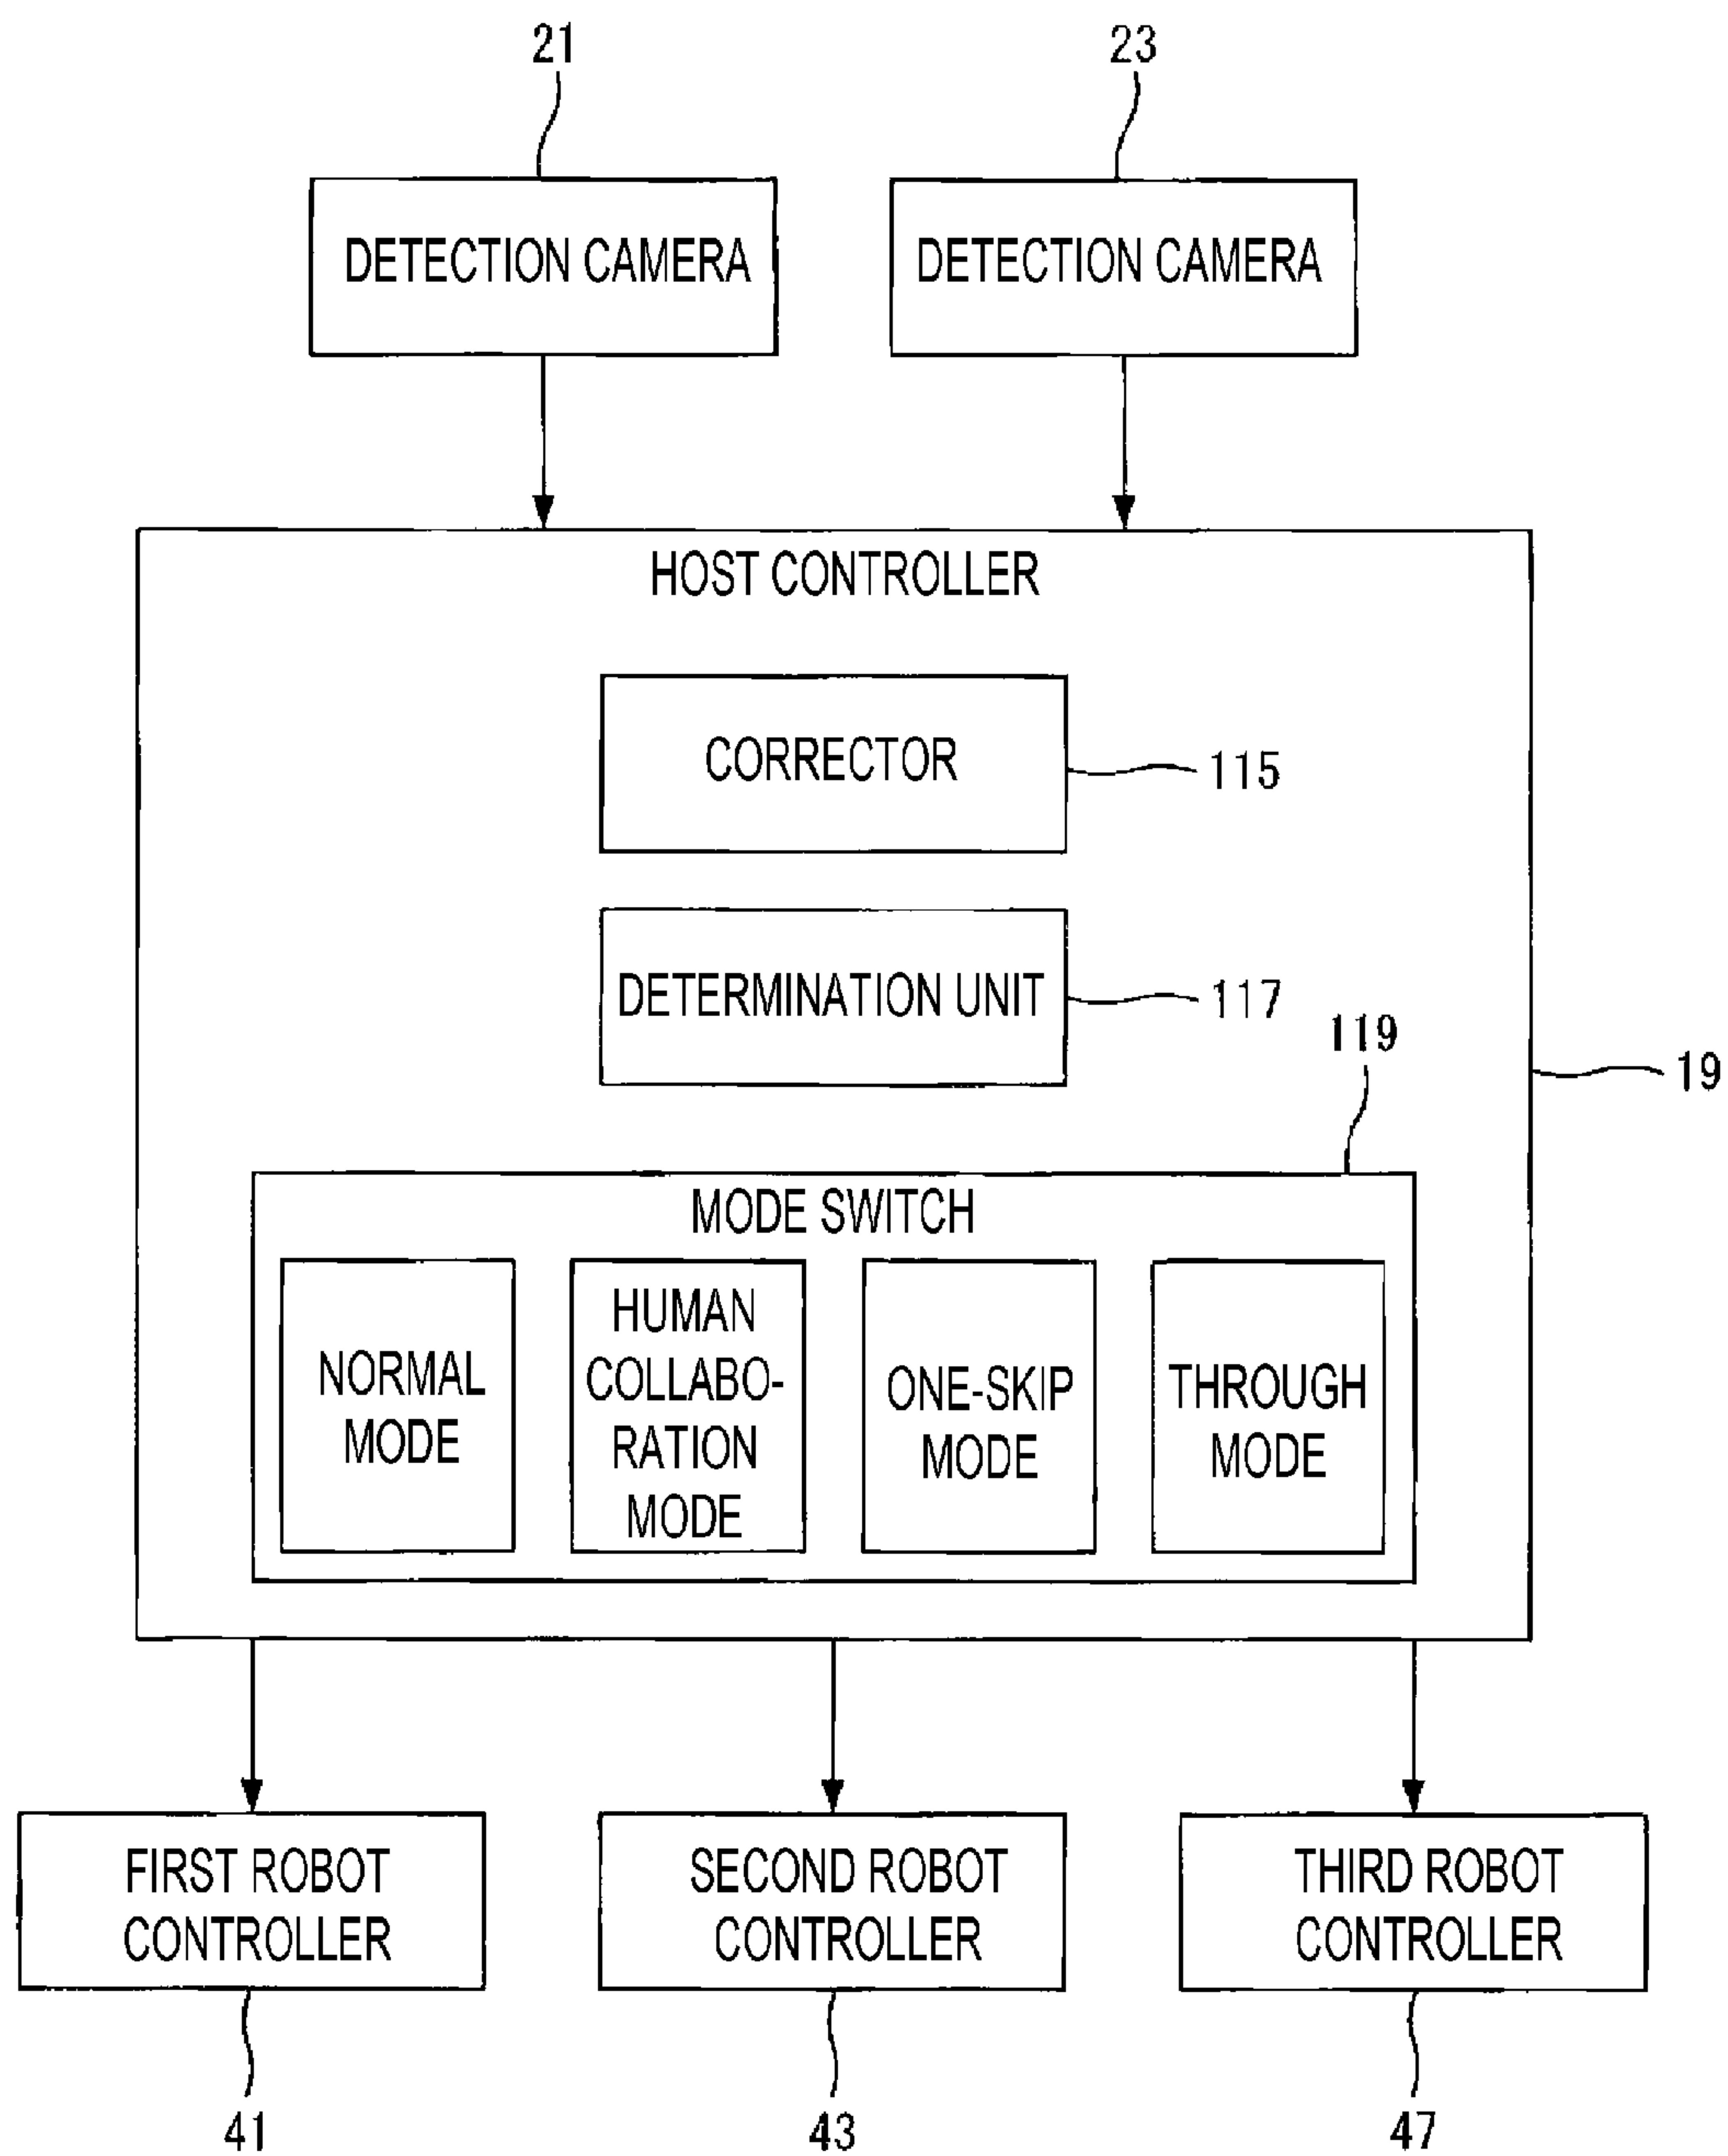 21
23
DETECTION CAMERA
DETECTION CAMERA
HOST CONTROLLER
CORRECTOR
115
DETERMINATION UNIT
117
119
19
MODE SWITCH
NORMAL
MODE
HUMAN
COLLABO-
RATION
MODE
ONE-SKIP
MODE
THROUGH
MODE
FIRST ROBOT
CONTROLLER
SECOND ROBOT
CONTROLLER
THIRD ROBOT
CONTROLLER
41
43
47